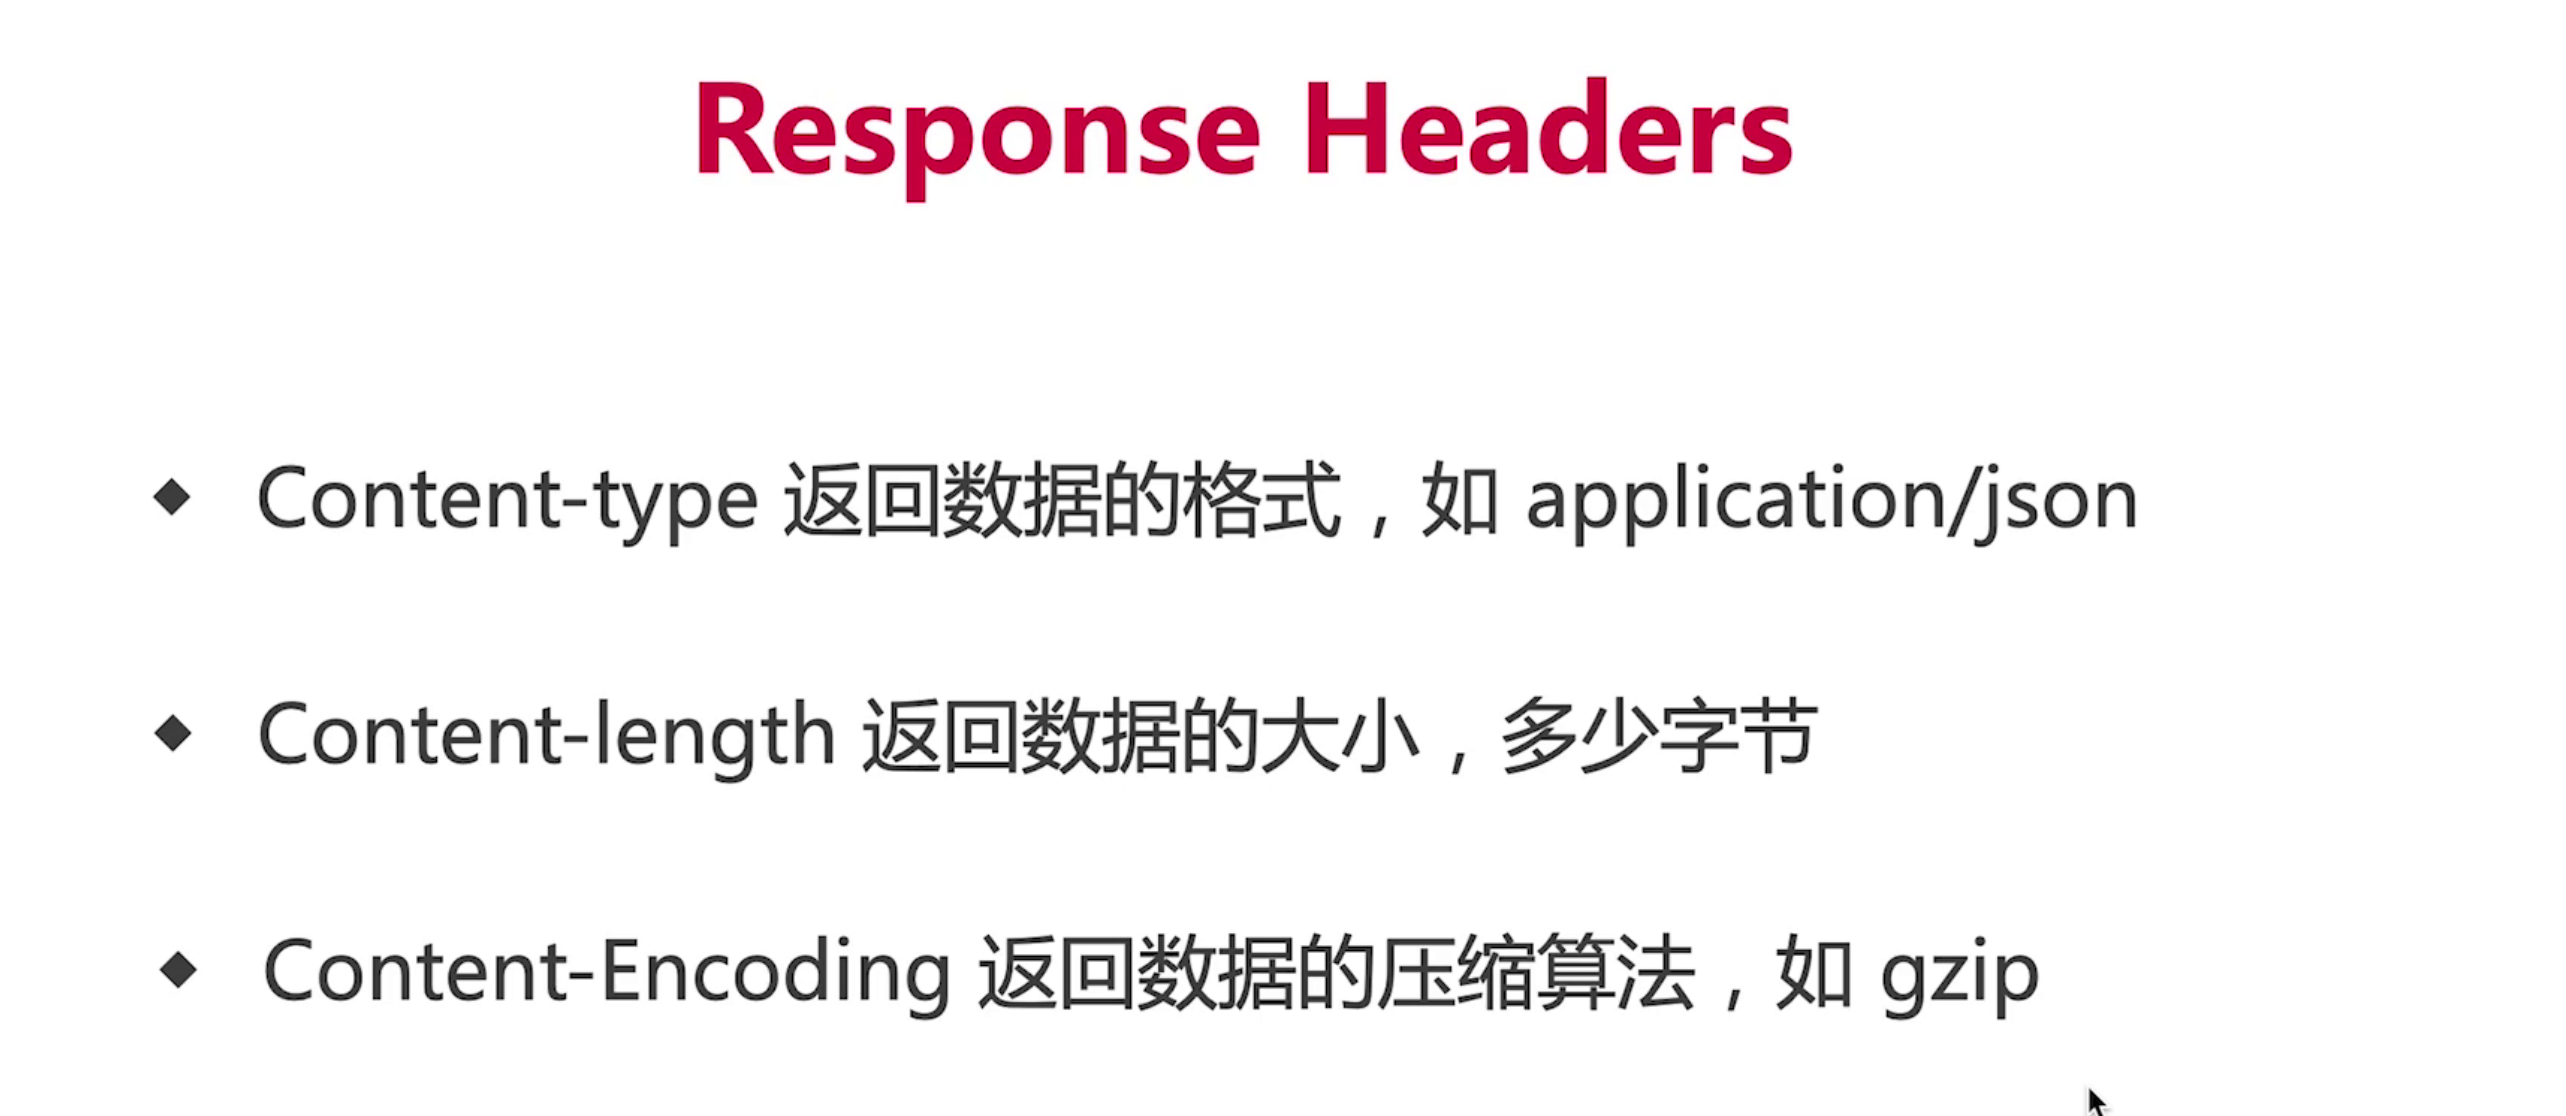 Response Headers
◆ Content-type 返回数据的格式，如 application/json
◆ Content-length 返回数据的大小，多少字节
◆ Content-Encoding 返回数据的压缩算法，如 gzip